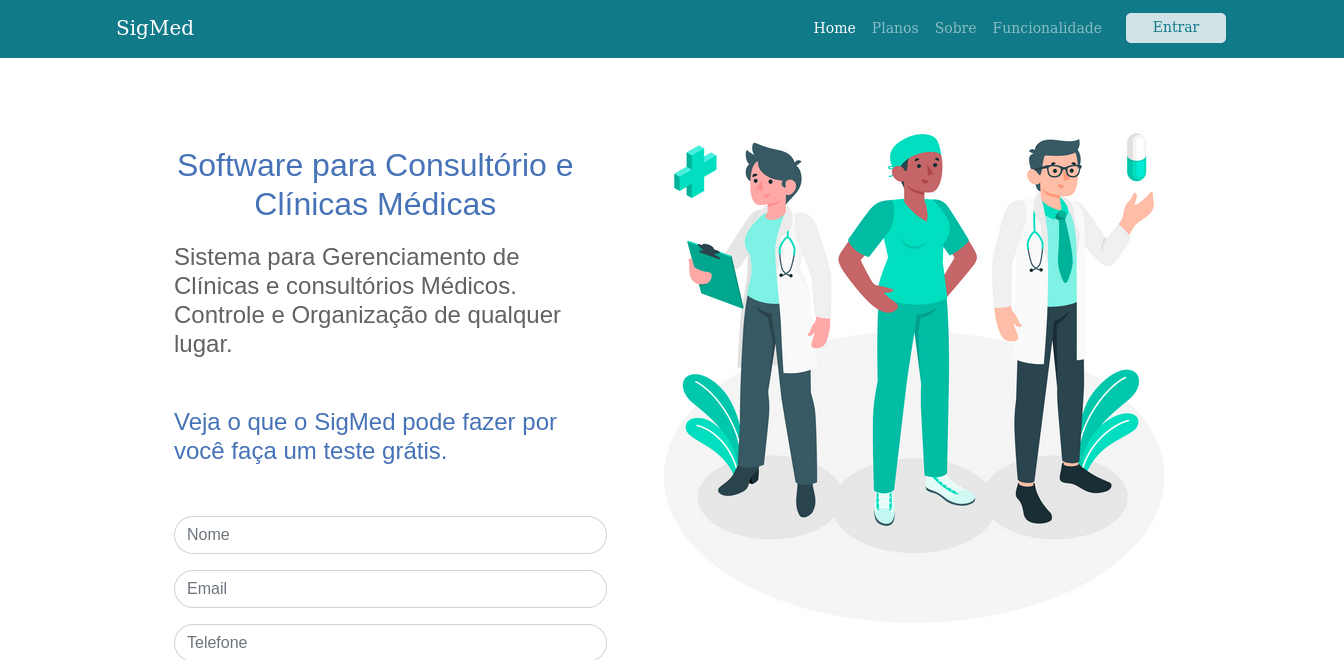 SigMed
Home Planos Sobre Funcionalidade Entrar
Software para Consultório e
Clínicas Médicas
Sistema para Gerenciamento de
Clínicas e consultórios Médicos.
Controle e Organização de qualquer
lugar.
Veja o que o SigMed pode fazer por
você faça um teste grátis.
Nome
Email
Telefone